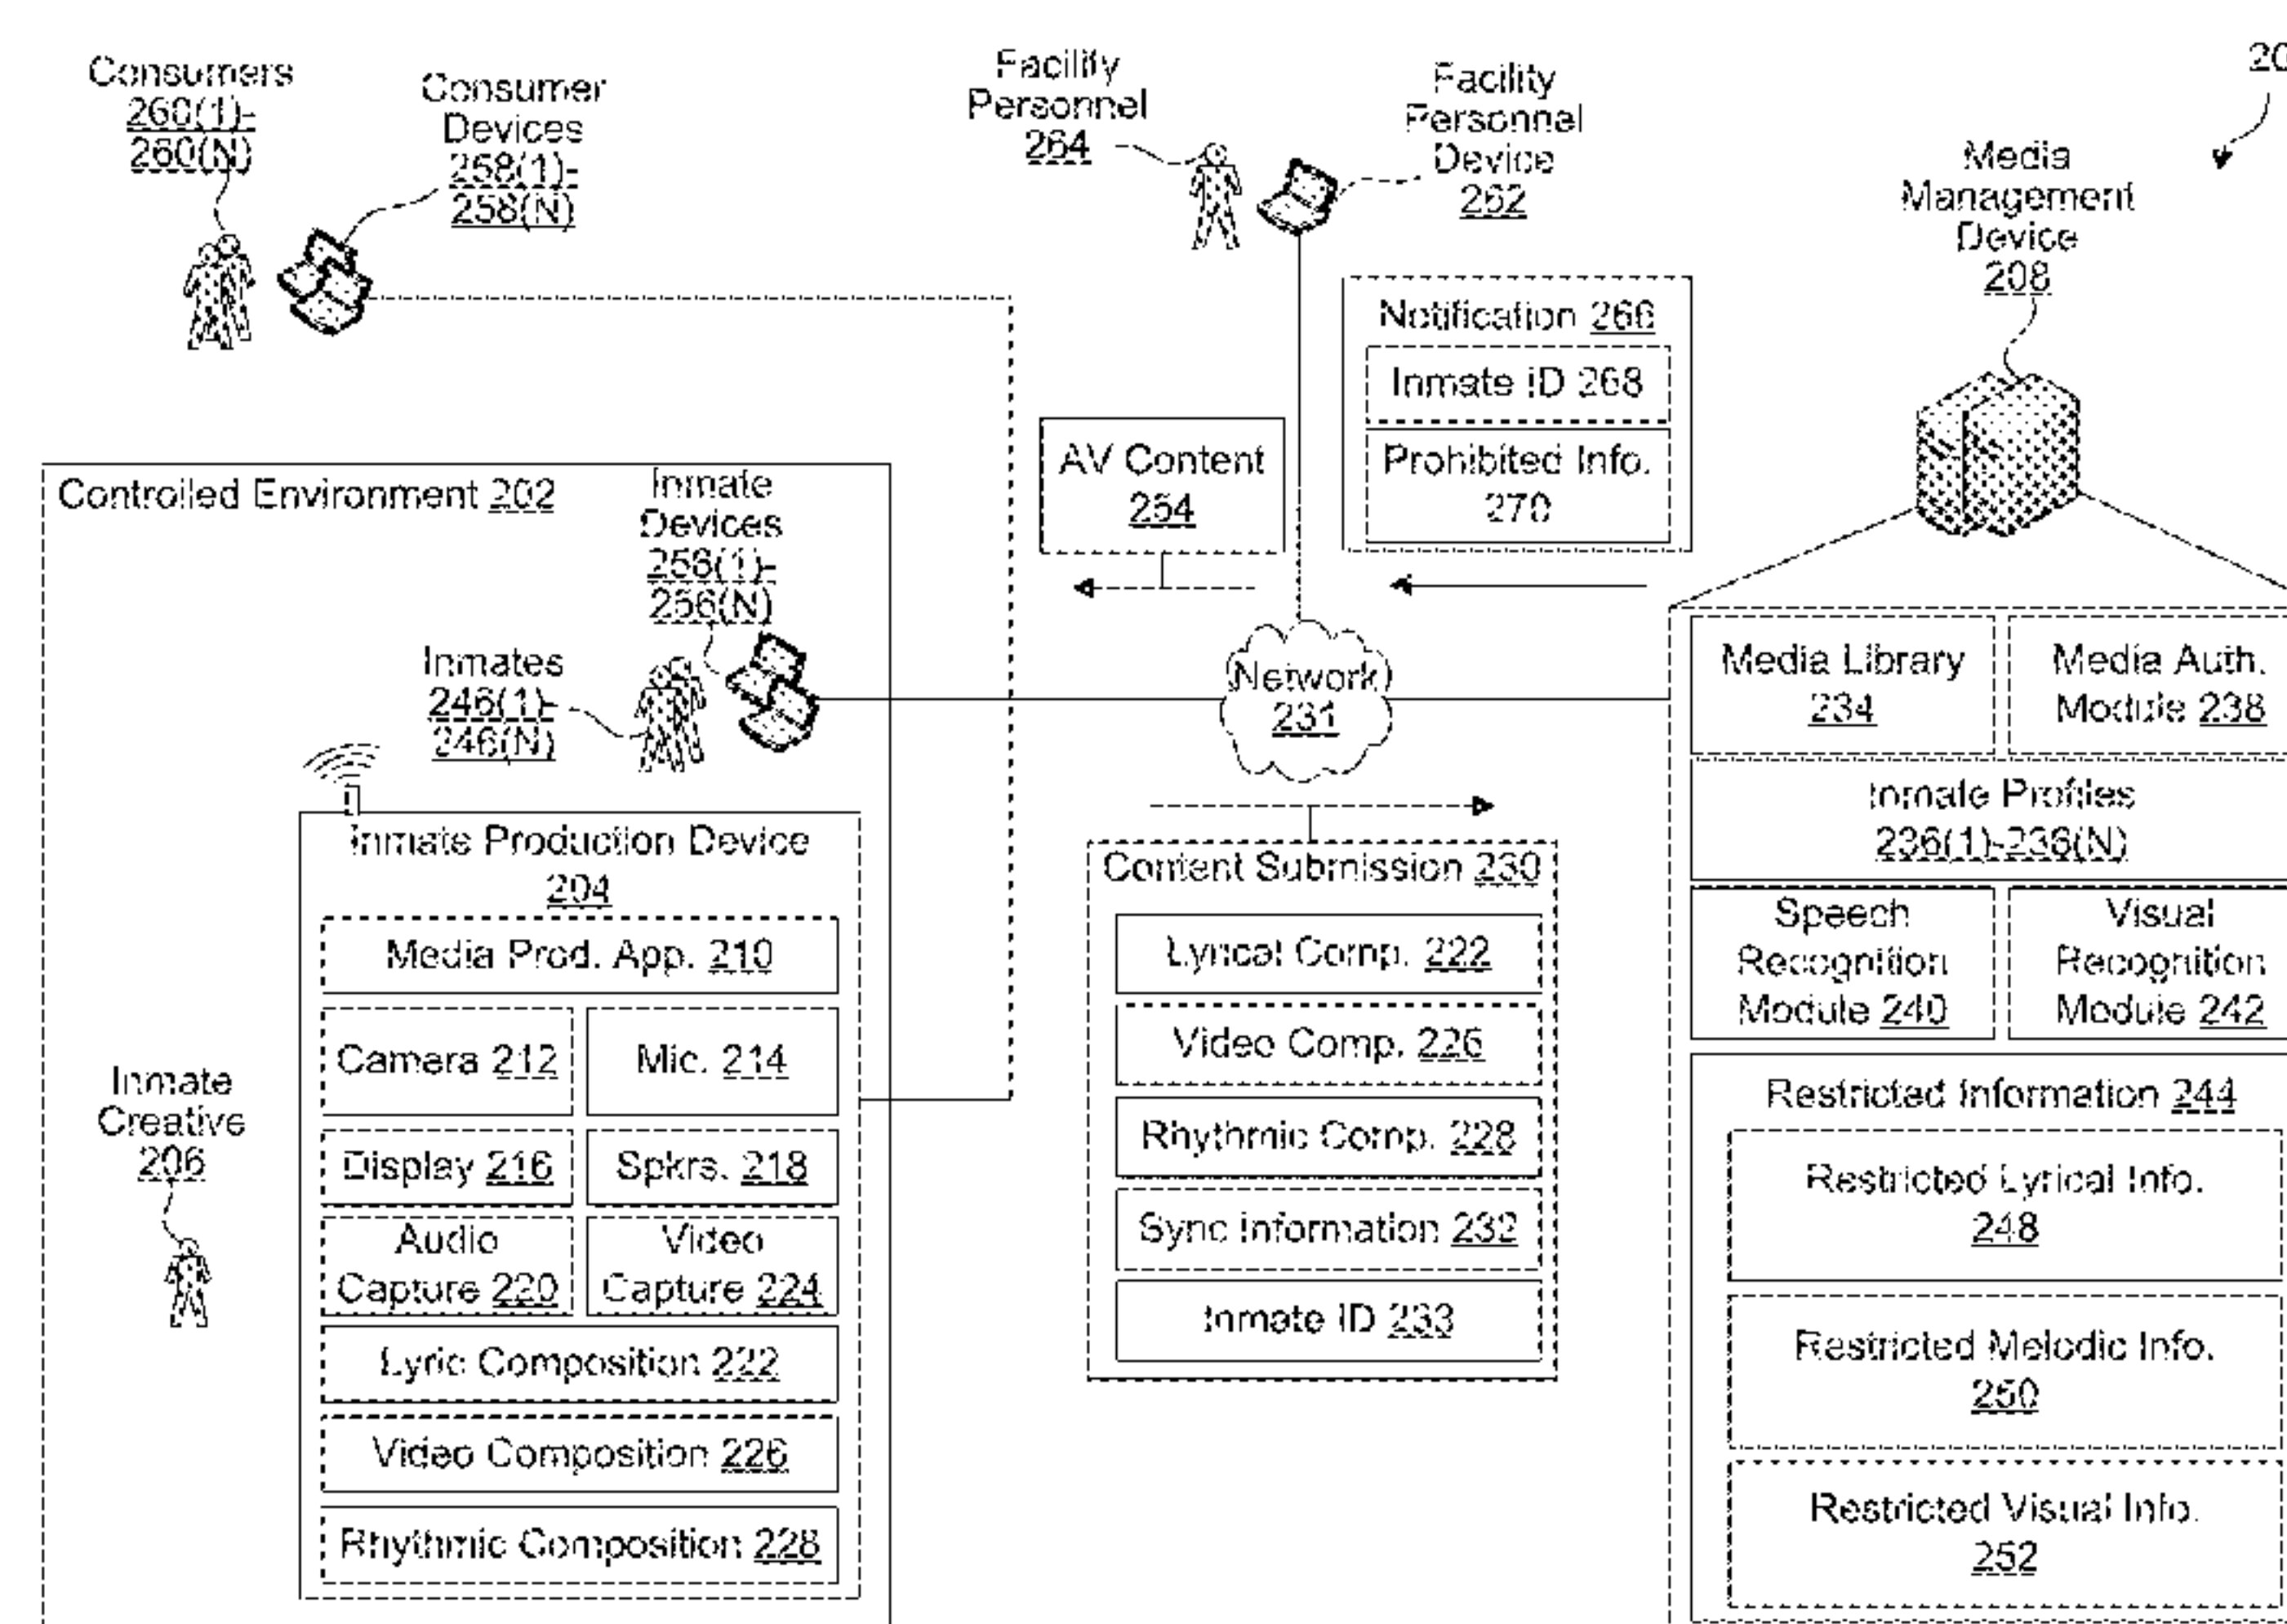 Consumers
260(1)-
260(N)
Consumer
Devices
258(1)-
258(N)
Facility
Personnel
264
Facility
Personnel
Device
262
Media
Management
Device
208
Notification 266
Inmate ID 268
Prohibited Info.
270
AV Content
254
Controlled Environment 202
Inmate
Devices
256(1)-
256(N)
Inmates
246(1)-
246(N)
Network
231
Media Library
234
Media Auth.
Module 238
Inmate Profiles
236(1)-236(N)
Speech
Recognition
Module 240
Visual
Recognition
Module 242
Restricted Information 244
Restricted Lyrical Info.
248
Restricted Melodic Info.
250
Restricted Visual Info.
252
Inmate Production Device
204
Media Prod. App. 210
Camera 212
Mic. 214
Display 216
Spkrs. 218
Audio
Capture 220
Video
Capture 224
Lyric Composition 222
Video Composition 226
Rhythmic Composition 228
Inmate
Creative
206
Content Submission 230
Lyrical Comp. 222
Video Comp. 226
Rhythmic Comp. 228
Sync Information 232
Inmate ID 233